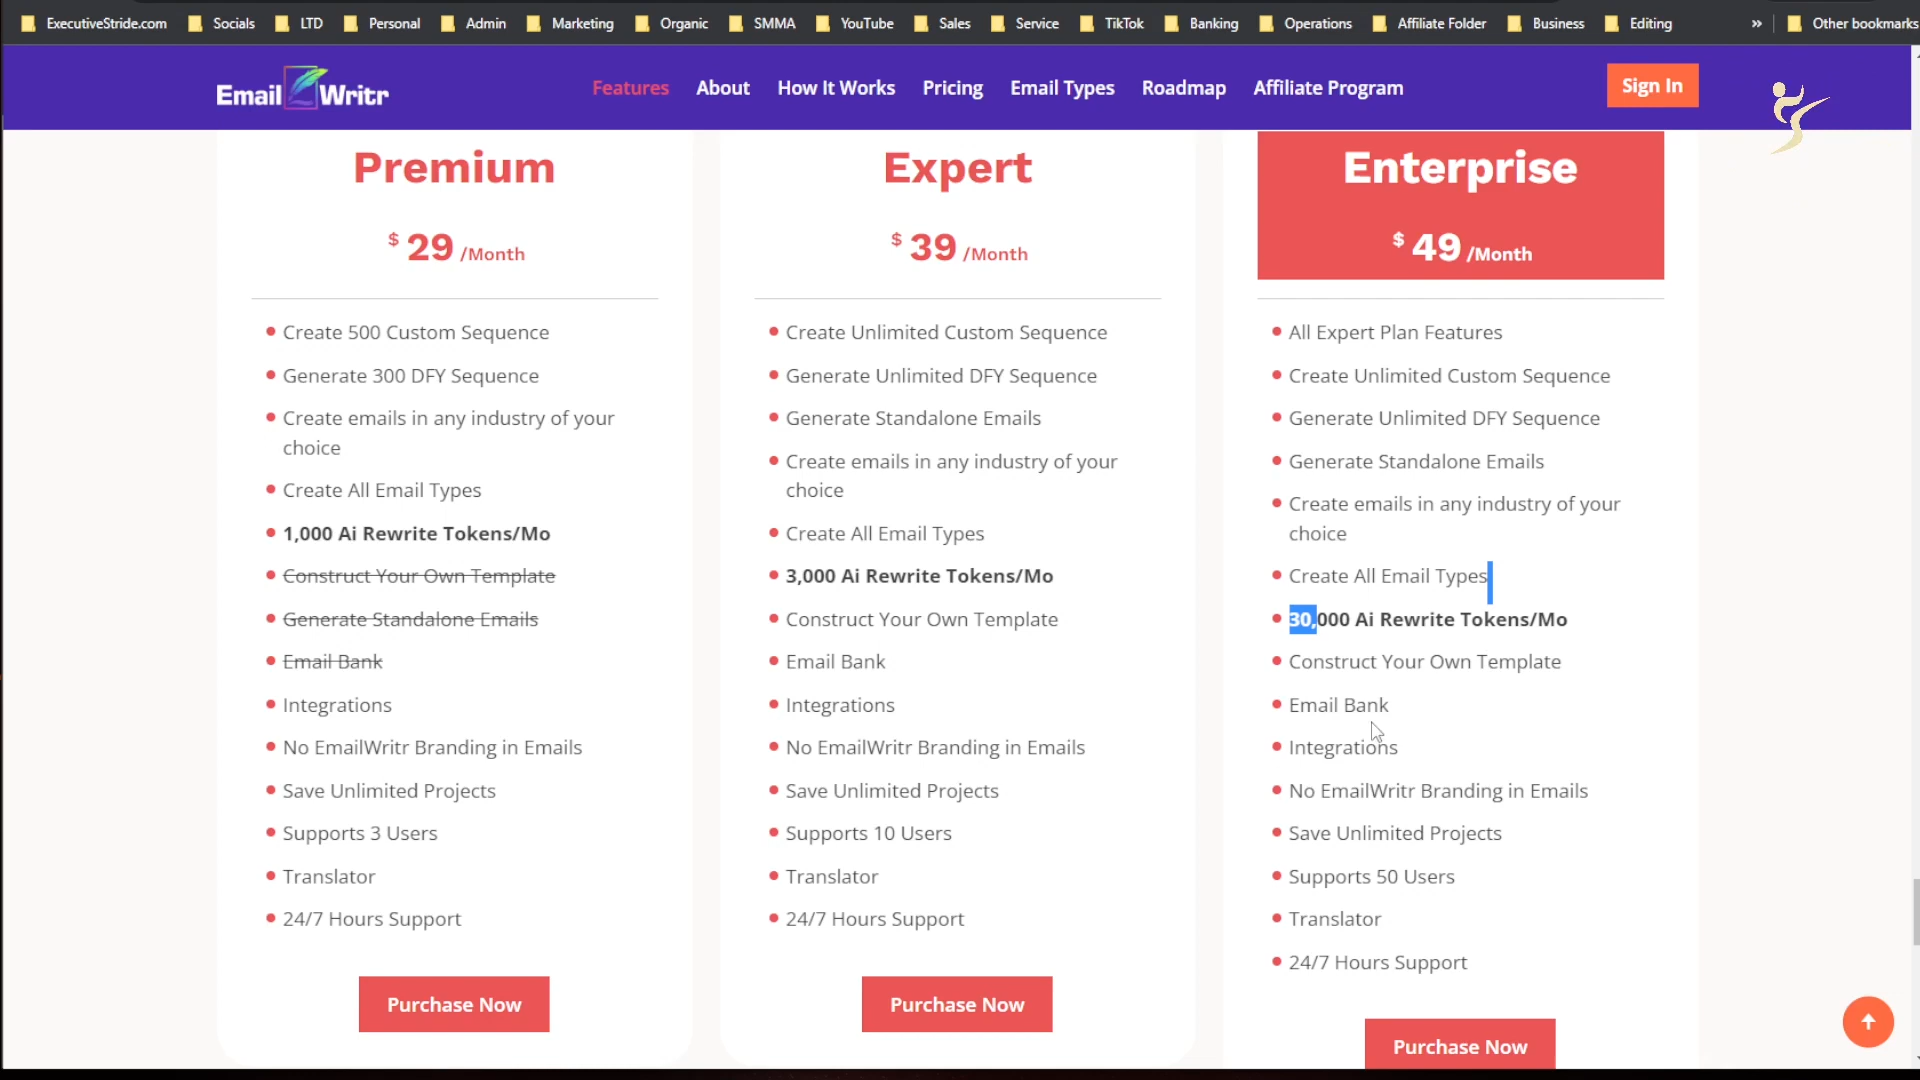 ExecutiveStride.com Socials LTD Personal Admin Marketing Organic SMMA YouTube Sales Service TikTok Banking Operations Affiliate Folder Business Editing » Other bookmarks
Email Writr Features About How It Works Pricing Email Types Roadmap Affiliate Program Sign In
Premium
$ 29 /Month
Create 500 Custom Sequence
Generate 300 DFY Sequence
Create emails in any industry of your
choice
Create All Email Types
1,000 Ai Rewrite Tokens/Mo
Construct Your Own Template
Generate Standalone Emails
Email Bank
Integrations
No EmailWritr Branding in Emails
Save Unlimited Projects
Supports 3 Users
Translator
24/7 Hours Support
Purchase Now
Expert
$ 39 /Month
Create Unlimited Custom Sequence
Generate Unlimited DFY Sequence
Generate Standalone Emails
Create emails in any industry of your
choice
Create All Email Types
3,000 Ai Rewrite Tokens/Mo
Construct Your Own Template
Email Bank
Integrations
No EmailWritr Branding in Emails
Save Unlimited Projects
Supports 10 Users
Translator
24/7 Hours Support
Purchase Now
Enterprise
$ 49 /Month
All Expert Plan Features
Create Unlimited Custom Sequence
Generate Unlimited DFY Sequence
Generate Standalone Emails
Create emails in any industry of your
choice
Create All Email Types
30,000 Ai Rewrite Tokens/Mo
Construct Your Own Template
Email Bank
Integrations
No EmailWritr Branding in Emails
Save Unlimited Projects
Supports 50 Users
Translator
24/7 Hours Support
Purchase Now